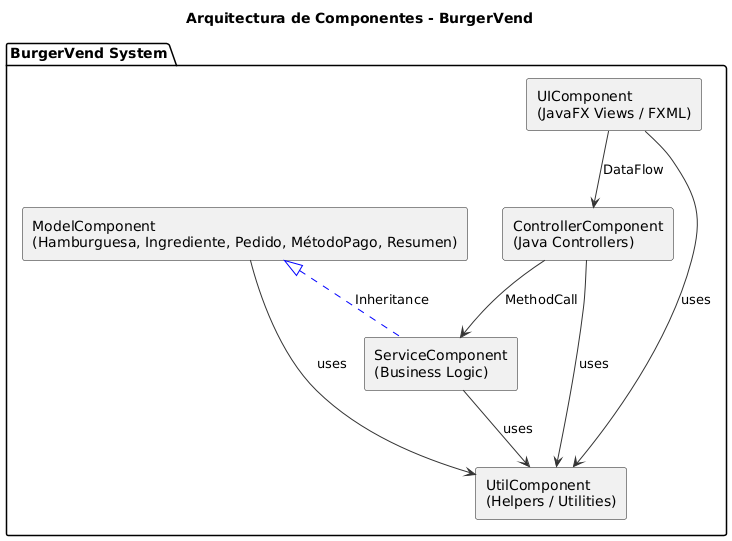 Arquitectura de Componentes - BurgerVend
BurgerVend System
UIComponent
(JavaFX Views / FXML)
DataFlow
ModelComponent
(Hamburguesa, Ingrediente, Pedido, MétodoPago, Resumen)
ControllerComponent
(Java Controllers)
Inheritance
MethodCall
uses
ServiceComponent
(Business Logic)
uses
uses
uses
UtilComponent
(Helpers / Utilities)